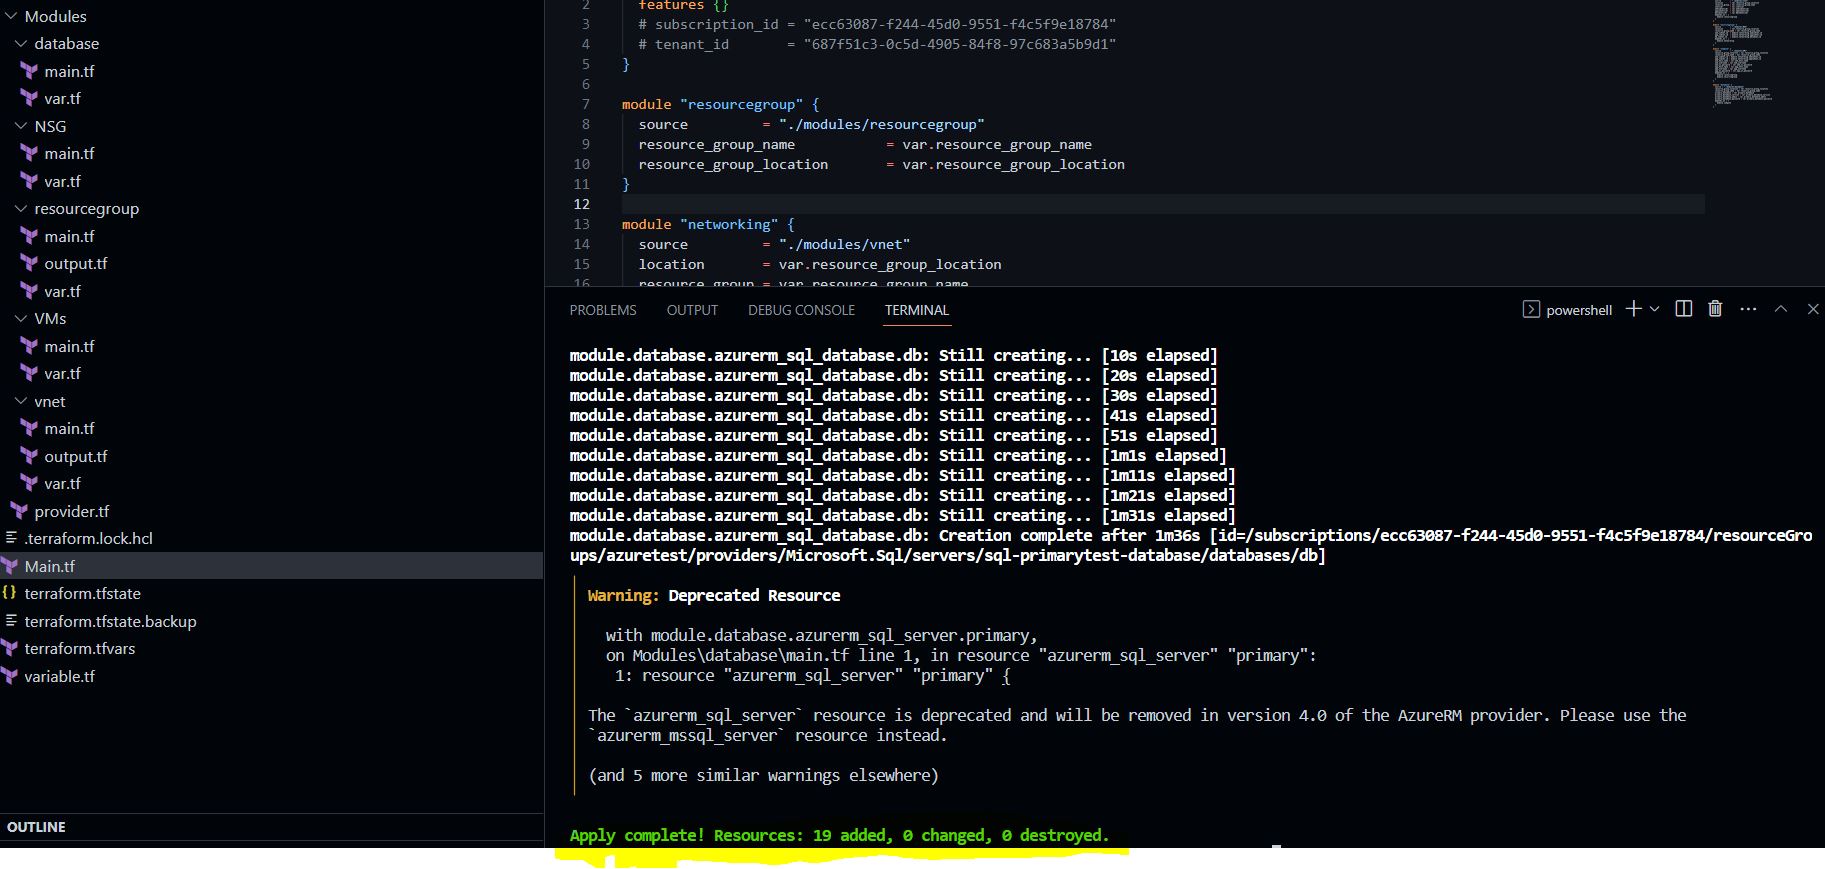 Modules
database
main.tf
var.tf
NSG
main.tf
var.tf
resourcegroup
main.tf
output.tf
var.tf
VMs
main.tf
var.tf
vnet
main.tf
output.tf
var.tf
provider.tf
.terraform.lock.hcl
Main.tf
{} terraform.tfstate
terraform.tfstate.backup
terraform.tfvars
variable.tf
OUTLINE
2 features {}
3 # subscription_id = "ecc63087-f244-45d0-9551-f4c5f9e18784"
4 # tenant_id = "687f51c3-0c5d-4905-84f8-97c683a5b9d1"
5 }
6
7 module "resourcegroup" {
8 source = "./modules/resourcegroup"
9 resource_group_name = var.resource_group_name
10 resource_group_location = var.resource_group_location
11 }
12
13 module "networking" {
14 source = "./modules/vnet"
15 location = var.resource_group_location
16 resource_group = var.resource_group_name
PROBLEMS OUTPUT DEBUG CONSOLE TERMINAL powershell
module.database.azurerm_sql_database.db: Still creating... [10s elapsed]
module.database.azurerm_sql_database.db: Still creating... [20s elapsed]
module.database.azurerm_sql_database.db: Still creating... [30s elapsed]
module.database.azurerm_sql_database.db: Still creating... [41s elapsed]
module.database.azurerm_sql_database.db: Still creating... [51s elapsed]
module.database.azurerm_sql_database.db: Still creating... [1m1s elapsed]
module.database.azurerm_sql_database.db: Still creating... [1m11s elapsed]
module.database.azurerm_sql_database.db: Still creating... [1m21s elapsed]
module.database.azurerm_sql_database.db: Still creating... [1m31s elapsed]
module.database.azurerm_sql_database.db: Creation complete after 1m36s [id=/subscriptions/ecc63087-f244-45d0-9551-f4c5f9e18784/resourceGro
ups/azuretest/providers/Microsoft.Sql/servers/sql-primarytest-database/databases/db]
Warning: Deprecated Resource
with module.database.azurerm_sql_server.primary,
on Modules\database\main.tf line 1, in resource "azurerm_sql_server" "primary":
1: resource "azurerm_sql_server" "primary" {
The `azurerm_sql_server` resource is deprecated and will be removed in version 4.0 of the AzureRM provider. Please use the
`azurerm_mssql_server` resource instead.
(and 5 more similar warnings elsewhere)
Apply complete! Resources: 19 added, 0 changed, 0 destroyed.